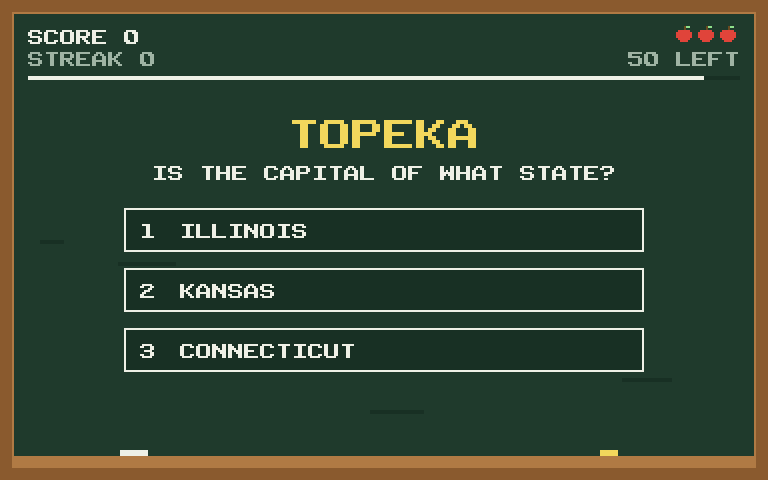 SCORE 0
STREAK 0
50 LEFT
TOPEKA
IS THE CAPITAL OF WHAT STATE?
1 ILLINOIS
2 KANSAS
3 CONNECTICUT